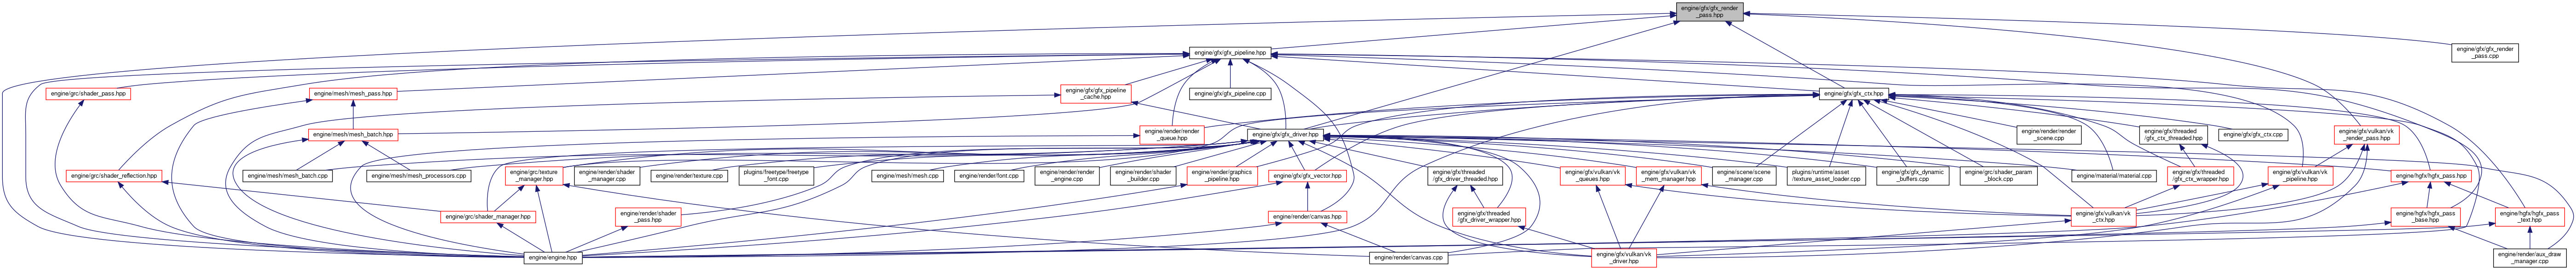 engine/gfx/gfx_render
_pass.hpp
engine/gfx/gfx_pipeline.hpp
engine/gfx/gfx_render
_pass.cpp
engine/grc/shader_pass.hpp
engine/mesh/mesh_pass.hpp
engine/gfx/gfx_pipeline
_cache.hpp
engine/gfx/gfx_pipeline.cpp
engine/gfx/gfx_ctx.hpp
engine/mesh/mesh_batch.hpp
engine/render/render
_queue.hpp
engine/gfx/gfx_driver.hpp
engine/render/render
_scene.cpp
engine/gfx/threaded
/gfx_ctx_threaded.hpp
engine/gfx/gfx_ctx.cpp
engine/gfx/vulkan/vk
_render_pass.hpp
engine/grc/shader_reflection.hpp
engine/mesh/mesh_batch.cpp
engine/mesh/mesh_processors.cpp
engine/grc/texture
_manager.hpp
engine/render/shader
_manager.cpp
engine/render/texture.cpp
plugins/freetype/freetype
_font.cpp
engine/mesh/mesh.cpp
engine/render/font.cpp
engine/render/render
_engine.cpp
engine/render/shader
_builder.cpp
engine/render/graphics
_pipeline.hpp
engine/gfx/gfx_vector.hpp
engine/gfx/threaded
/gfx_driver_threaded.hpp
engine/gfx/vulkan/vk
_queues.hpp
engine/gfx/vulkan/vk
_mem_manager.hpp
engine/scene/scene
_manager.cpp
plugins/runtime/asset
/texture_asset_loader.cpp
engine/gfx/gfx_dynamic
_buffers.cpp
engine/grc/shader_param
_block.cpp
engine/material/material.cpp
engine/gfx/threaded
/gfx_ctx_wrapper.hpp
engine/gfx/vulkan/vk
_pipeline.hpp
engine/hgfx/hgfx_pass.hpp
engine/grc/shader_manager.hpp
engine/render/shader
_pass.hpp
engine/render/canvas.hpp
engine/gfx/threaded
/gfx_driver_wrapper.hpp
engine/gfx/vulkan/vk
_ctx.hpp
engine/hgfx/hgfx_pass
_base.hpp
engine/hgfx/hgfx_pass
_text.hpp
engine/engine.hpp
engine/render/canvas.cpp
engine/gfx/vulkan/vk
_driver.hpp
engine/render/aux_draw
_manager.cpp